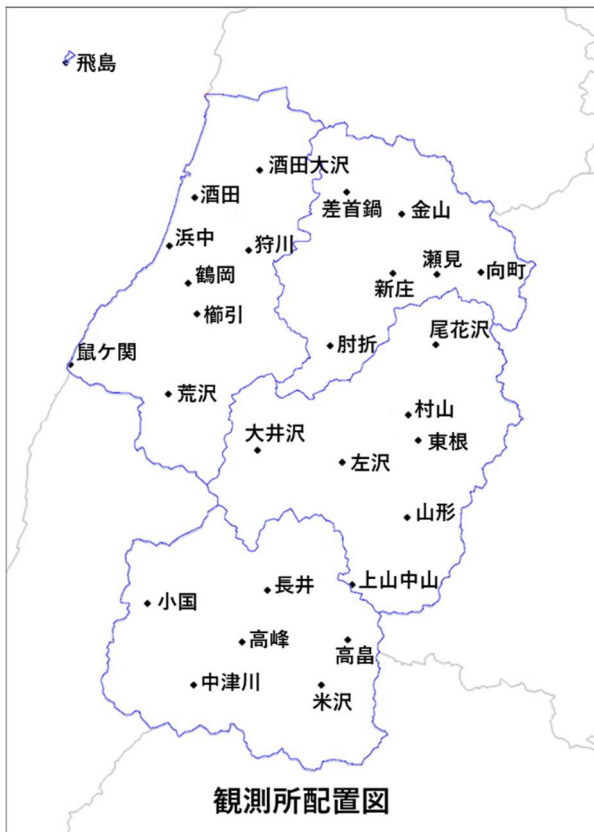 飛島
酒田大沢
酒田
差首鍋
金山
浜中
狩川
鶴岡
新庄
瀬見
向町
櫛引
鼠ケ関
肘折
尾花沢
荒沢
村山
大井沢
東根
左沢
山形
上山中山
長井
小国
高峰
高畠
中津川
米沢
観測所配置図